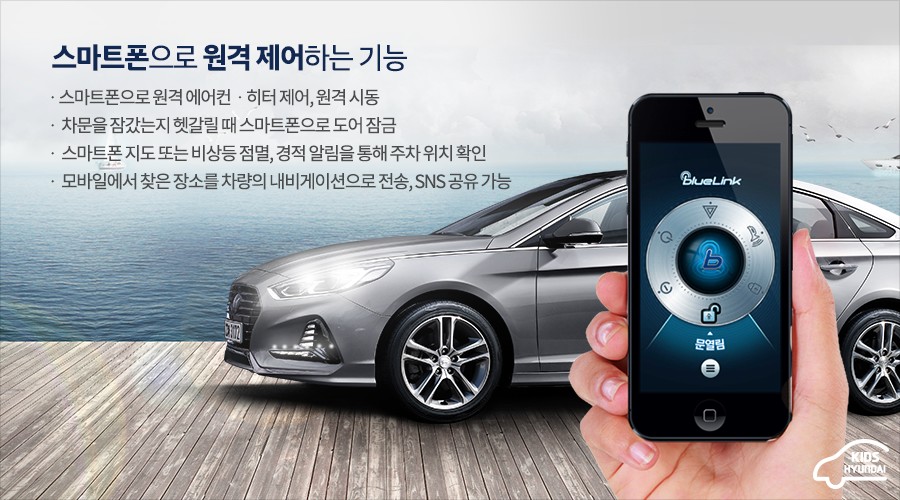 스마트폰으로 원격 제어하는 기능
· 스마트폰으로 원격 에어컨 · 히터 제어, 원격 시동
· 차문을 잠갔는지 헷갈릴 때 스마트폰으로 도어 잠금
· 스마트폰 지도 또는 비상등 점멸, 경적 알림을 통해 주차 위치 확인
· 모바일에서 찾은 장소를 차량의 내비게이션으로 전송, SNS 공유 가능
blueLink
문열림
KIDS
HYUNDAI